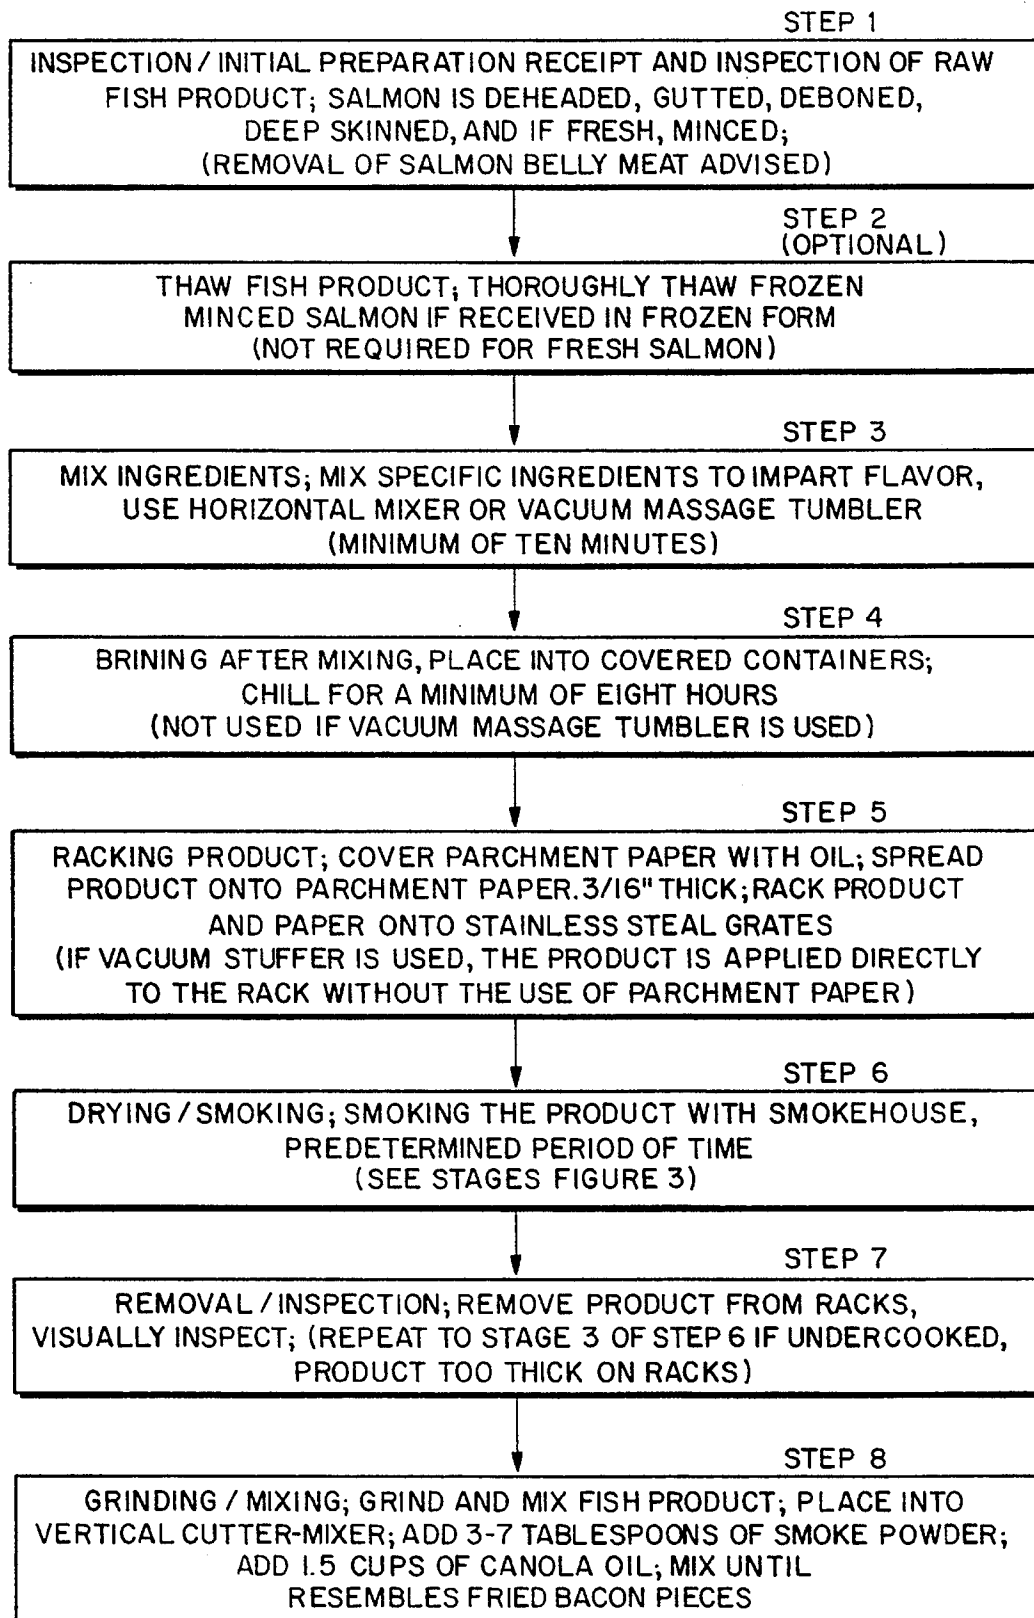 STEP 1
INSPECTION / INITIAL PREPARATION RECEIPT AND INSPECTION OF RAW
FISH PRODUCT; SALMON IS DEHEADED, GUTTED, DEBONED,
DEEP SKINNED, AND IF FRESH, MINCED;
(REMOVAL OF SALMON BELLY MEAT ADVISED)
STEP 2
(OPTIONAL)
THAW FISH PRODUCT; THOROUGHLY THAW FROZEN
MINCED SALMON IF RECEIVED IN FROZEN FORM
(NOT REQUIRED FOR FRESH SALMON)
STEP 3
MIX INGREDIENTS; MIX SPECIFIC INGREDIENTS TO IMPART FLAVOR,
USE HORIZONTAL MIXER OR VACUUM MASSAGE TUMBLER
(MINIMUM OF TEN MINUTES)
STEP 4
BRINING AFTER MIXING, PLACE INTO COVERED CONTAINERS;
CHILL FOR A MINIMUM OF EIGHT HOURS
(NOT USED IF VACUUM MASSAGE TUMBLER IS USED)
STEP 5
RACKING PRODUCT; COVER PARCHMENT PAPER WITH OIL; SPREAD
PRODUCT ONTO PARCHMENT PAPER. 3/16" THICK; RACK PRODUCT
AND PAPER ONTO STAINLESS STEAL GRATES
(IF VACUUM STUFFER IS USED, THE PRODUCT IS APPLIED DIRECTLY
TO THE RACK WITHOUT THE USE OF PARCHMENT PAPER)
STEP 6
DRYING / SMOKING; SMOKING THE PRODUCT WITH SMOKEHOUSE,
PREDETERMINED PERIOD OF TIME
(SEE STAGES FIGURE 3)
STEP 7
REMOVAL / INSPECTION; REMOVE PRODUCT FROM RACKS,
VISUALLY INSPECT; (REPEAT TO STAGE 3 OF STEP 6 IF UNDERCOOKED,
PRODUCT TOO THICK ON RACKS)
STEP 8
GRINDING / MIXING; GRIND AND MIX FISH PRODUCT; PLACE INTO
VERTICAL CUTTER-MIXER; ADD 3-7 TABLESPOONS OF SMOKE POWDER;
ADD 1.5 CUPS OF CANOLA OIL; MIX UNTIL
RESEMBLES FRIED BACON PIECES